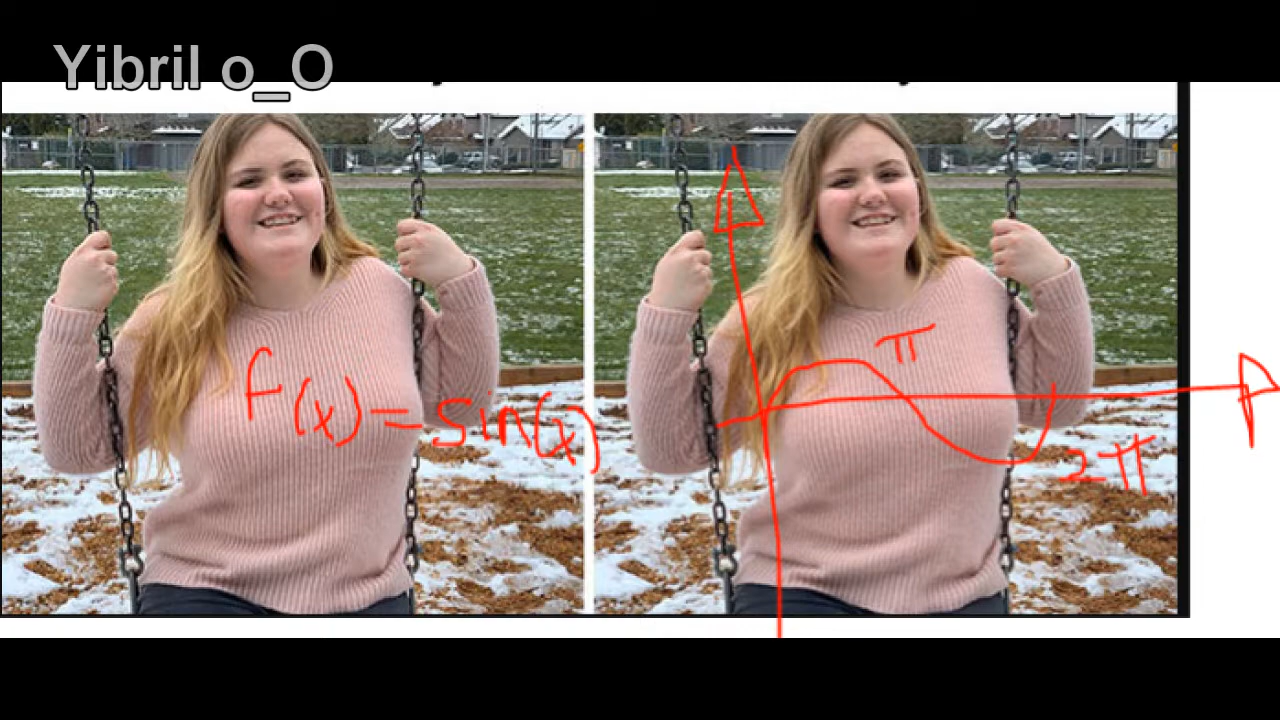 Yibril o_O
f(x)=sin(x)
π
2π